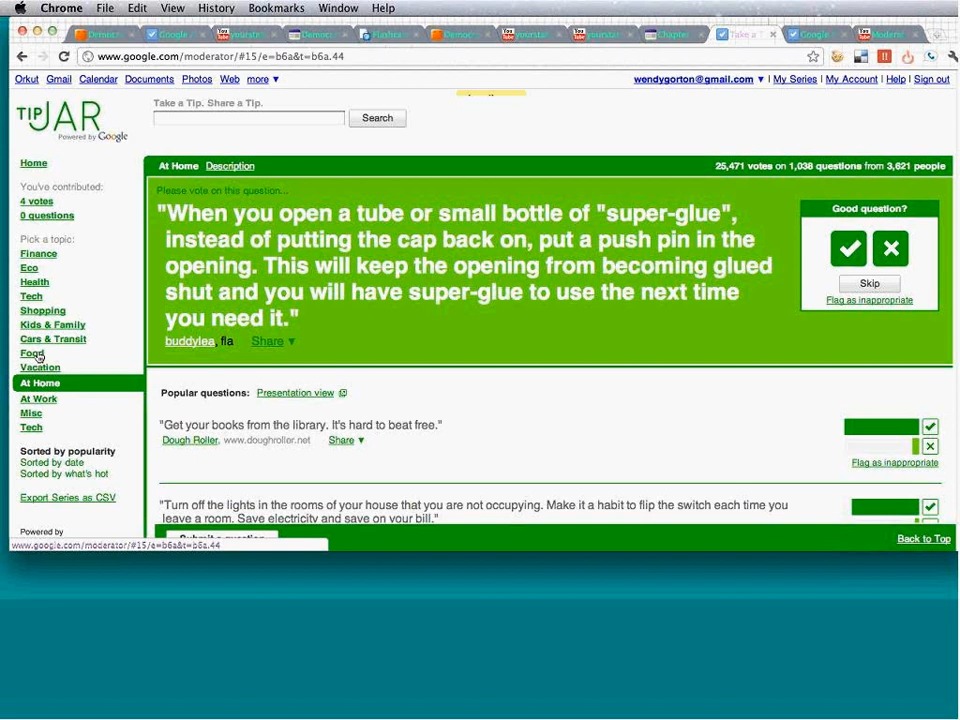 Chrome File Edit View History Bookmarks Window Help
www.google.com/moderator/#15/e=b6a&t=b6a.44
Orkut Gmail Calendar Documents Photos Web more ▼ wendygorton@gmail.com ▼ | My Series | My Account | Help | Sign out
TIP JAR
Powered by Google
Take a Tip. Share a Tip.
Search
Home
You've contributed:
4 votes
0 questions
Pick a topic:
Finance
Eco
Health
Tech
Shopping
Kids & Family
Cars & Transit
Food
Vacation
At Home
At Work
Misc
Tech
Sorted by popularity
Sorted by date
Sorted by what's hot
Export Series as CSV
Powered by
www.google.com/moderator/#15/e=b6a&t=b6a.44
At Home Description 25,471 votes on 1,038 questions from 3,621 people
Please vote on this question...
"When you open a tube or small bottle of "super-glue",
instead of putting the cap back on, put a push pin in the
opening. This will keep the opening from becoming glued
shut and you will have super-glue to use the next time
you need it."
buddylea, fla Share ▼
Good question?
Skip
Flag as inappropriate
Popular questions: Presentation view
"Get your books from the library. It's hard to beat free."
Dough Roller, www.doughroller.net Share ▼
Flag as inappropriate
"Turn off the lights in the rooms of your house that you are not occupying. Make it a habit to flip the switch each time you
leave a room. Save electricity and save on your bill."
Submit a question
Back to Top